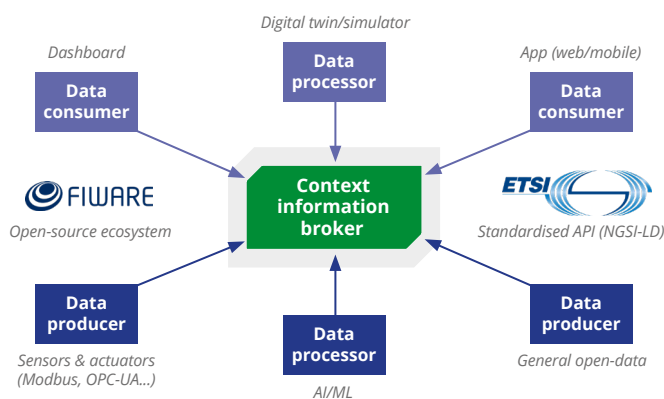 Digital twin/simulator
Dashboard
App (web/mobile)
Data
processor
Data
consumer
Data
consumer
Context
information
broker
FIWARE
ETSI
Open-source ecosystem
Standardised API (NGSI-LD)
Data
producer
Data
processor
Data
producer
Sensors & actuators
(Modbus, OPC-UA...)
General open-data
AI/ML